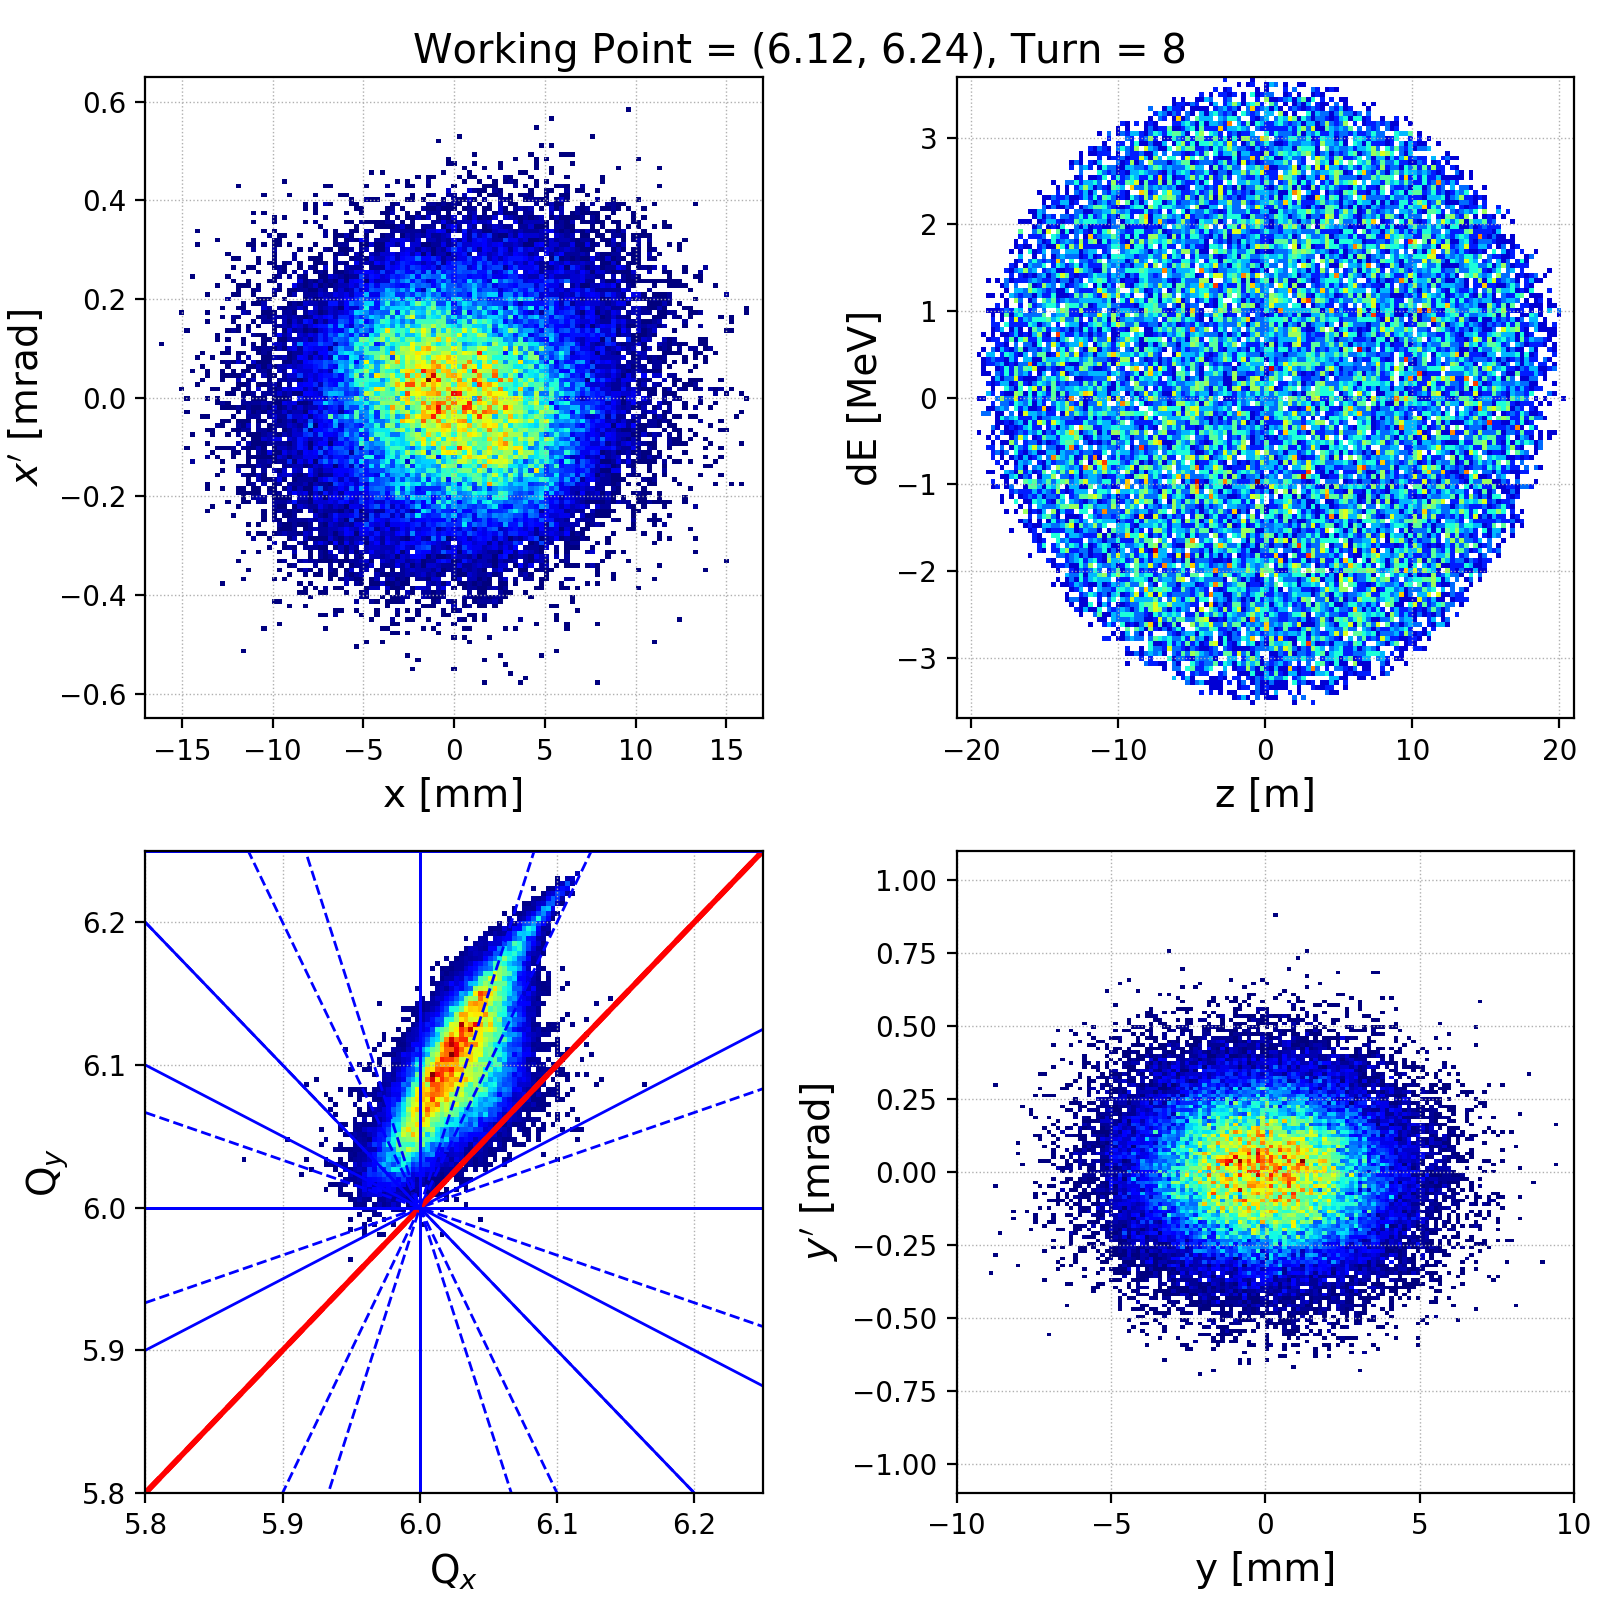 Working Point = (6.12, 6.24), Turn = 8
0.6
0.4
0.2
0.0
−0.2
−0.4
−0.6
x′ [mrad]
−15 −10 −5 0 5 10 15
x [mm]
3
2
1
0
−1
−2
−3
dE [MeV]
−20 −10 0 10 20
z [m]
6.2
6.1
6.0
5.9
5.8
Qy
5.8 5.9 6.0 6.1 6.2
Qx
1.00
0.75
0.50
0.25
0.00
−0.25
−0.50
−0.75
−1.00
y′ [mrad]
−10 −5 0 5 10
y [mm]